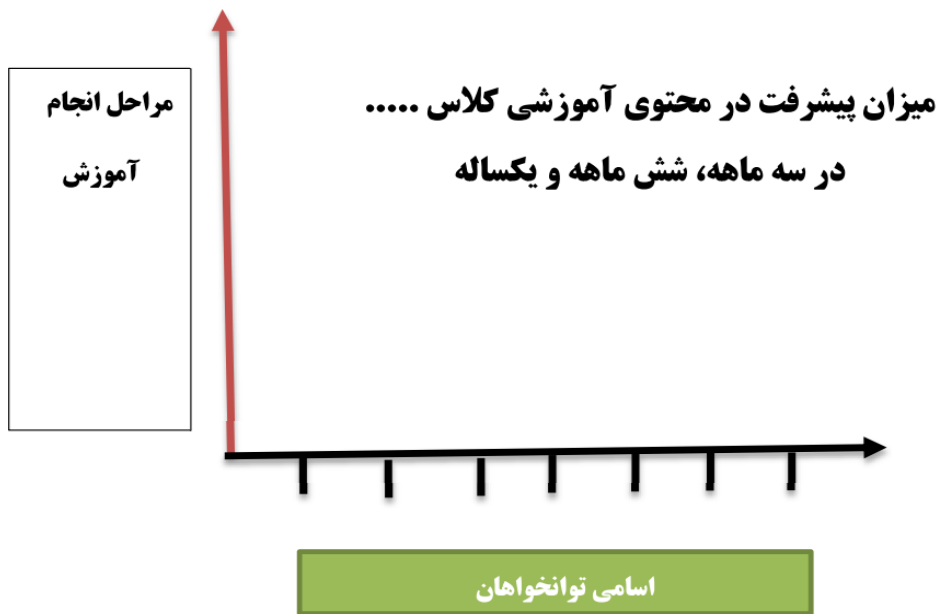 میزان پیشرفت در محتوی آموزشی کلاس .....
در سه ماهه، شش ماهه و یکساله
مراحل انجام
آموزش
اسامی توانخواهان